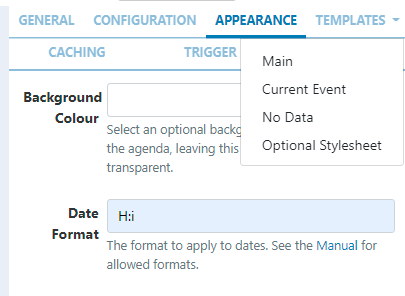 GENERAL CONFIGURATION APPEARANCE TEMPLATES
CACHING TRIGGER
Main
Current Event
No Data
Optional Stylesheet
Background
Colour
Select an optional backg
the agenda, leaving this
transparent.
Date
Format
H:i
The format to apply to dates. See the Manual for
allowed formats.